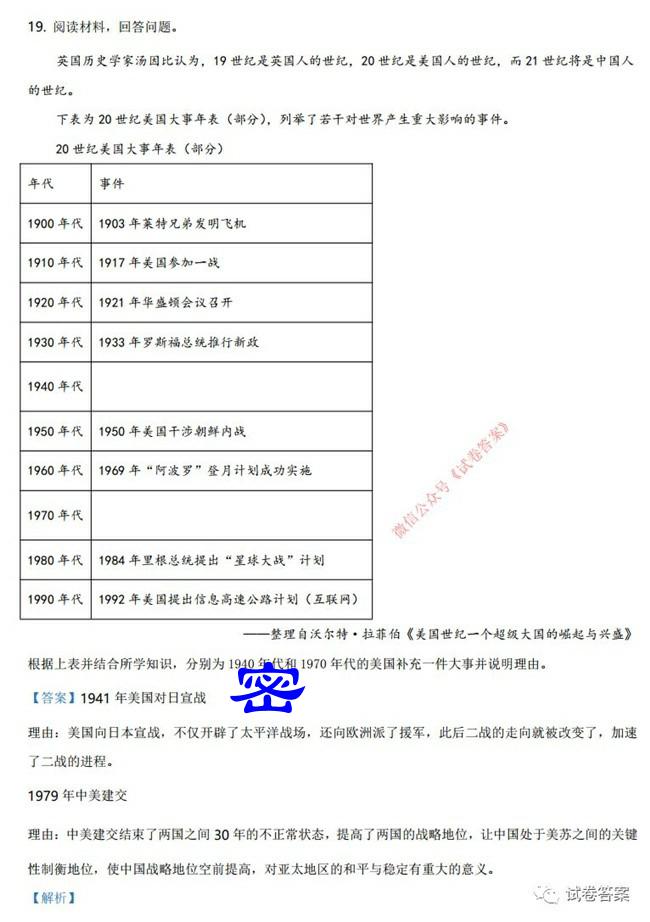 19. 阅读材料，回答问题。
英国历史学家汤因比认为，19 世纪是英国人的世纪，20 世纪是美国人的世纪，而 21 世纪将是中国人
的世纪。
下表为 20 世纪美国大事年表（部分），列举了若干对世界产生重大影响的事件。
20 世纪美国大事年表（部分）
年代 事件
1900 年代 1903 年莱特兄弟发明飞机
1910 年代 1917 年美国参加一战
1920 年代 1921 年华盛顿会议召开
1930 年代 1933 年罗斯福总统推行新政
1940 年代
1950 年代 1950 年美国干涉朝鲜内战
1960 年代 1969 年“阿波罗”登月计划成功实施
1970 年代
1980 年代 1984 年里根总统提出“星球大战”计划
1990 年代 1992 年美国提出信息高速公路计划（互联网）
微信公众号《试卷答案》
——整理自沃尔特·拉菲伯《美国世纪一个超级大国的崛起与兴盛》
根据上表并结合所学知识，分别为 1940 年代和 1970 年代的美国补充一件大事并说明理由。
密
【答案】1941 年美国对日宣战
理由：美国向日本宣战，不仅开辟了太平洋战场，还向欧洲派了援军，此后二战的走向就被改变了，加速
了二战的进程。
1979 年中美建交
理由：中美建交结束了两国之间 30 年的不正常状态，提高了两国的战略地位，让中国处于美苏之间的关键
性制衡地位，使中国战略地位空前提高，对亚太地区的和平与稳定有重大的意义。
【解析】
试卷答案